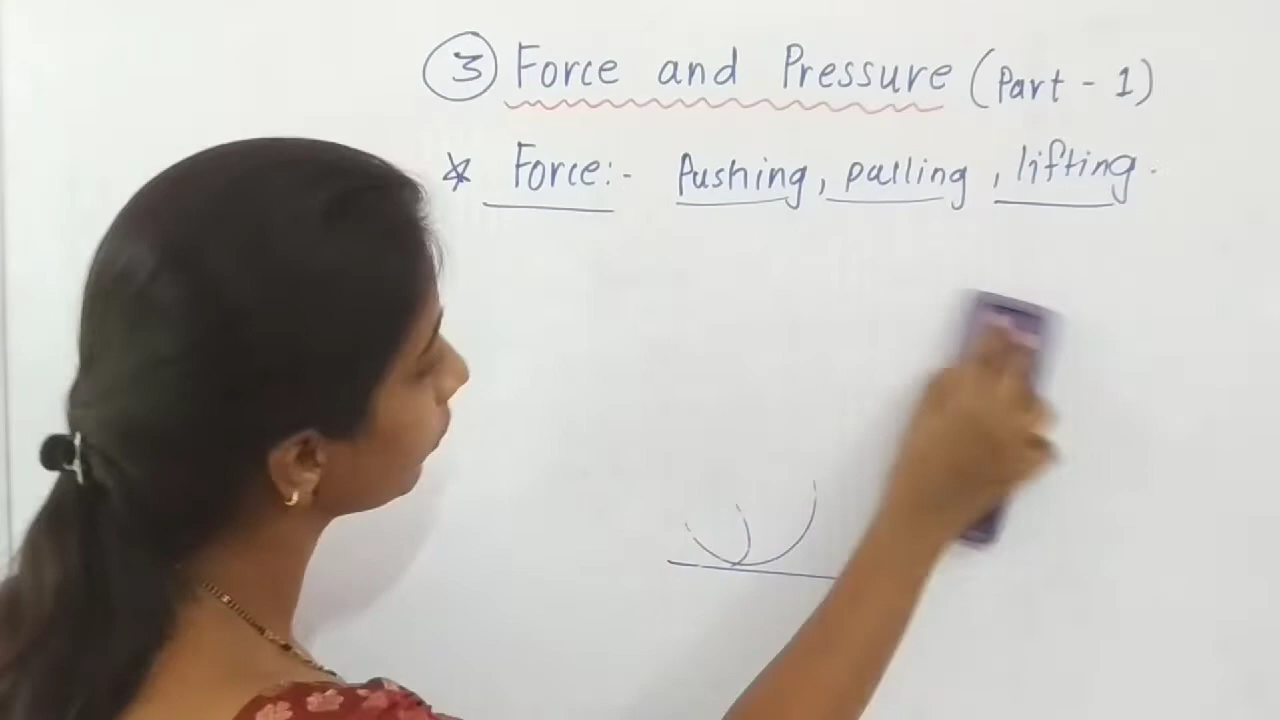 ③ Force and Pressure (Part - 1)
* Force:- Pushing, pulling, lifting.